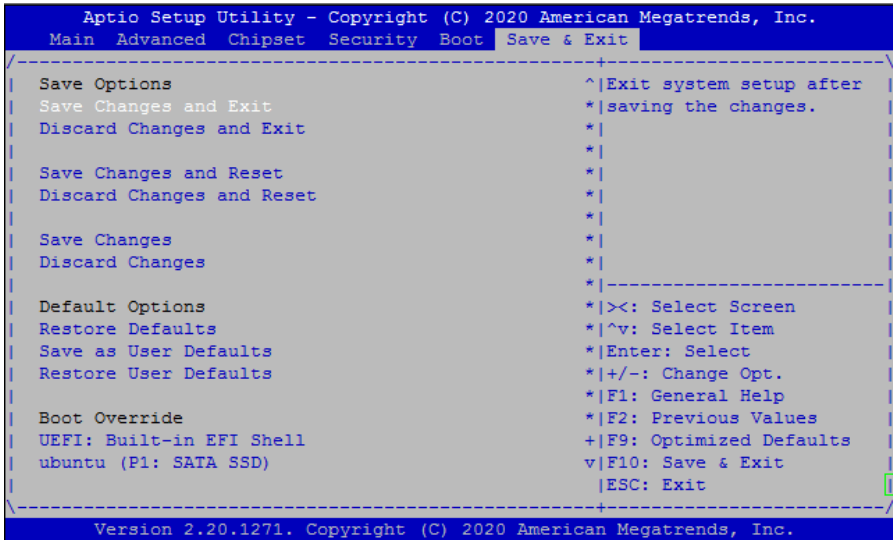 Aptio Setup Utility - Copyright (C) 2020 American Megatrends, Inc.
Main Advanced Chipset Security Boot Save & Exit
/----------------------------------------------------+-------------------------\
| Save Options ^|Exit system setup after |
| Save Changes and Exit *|saving the changes. |
| Discard Changes and Exit *| |
| *| |
| Save Changes and Reset *| |
| Discard Changes and Reset *| |
| *| |
| Save Changes *| |
| Discard Changes *| |
| *|-------------------------|
| Default Options *|><: Select Screen |
| Restore Defaults *|^v: Select Item |
| Save as User Defaults *|Enter: Select |
| Restore User Defaults *|+/-: Change Opt. |
| *|F1: General Help |
| Boot Override *|F2: Previous Values |
| UEFI: Built-in EFI Shell +|F9: Optimized Defaults |
| ubuntu (P1: SATA SSD) v|F10: Save & Exit |
| |ESC: Exit |
\----------------------------------------------------+-------------------------/
Version 2.20.1271. Copyright (C) 2020 American Megatrends, Inc.